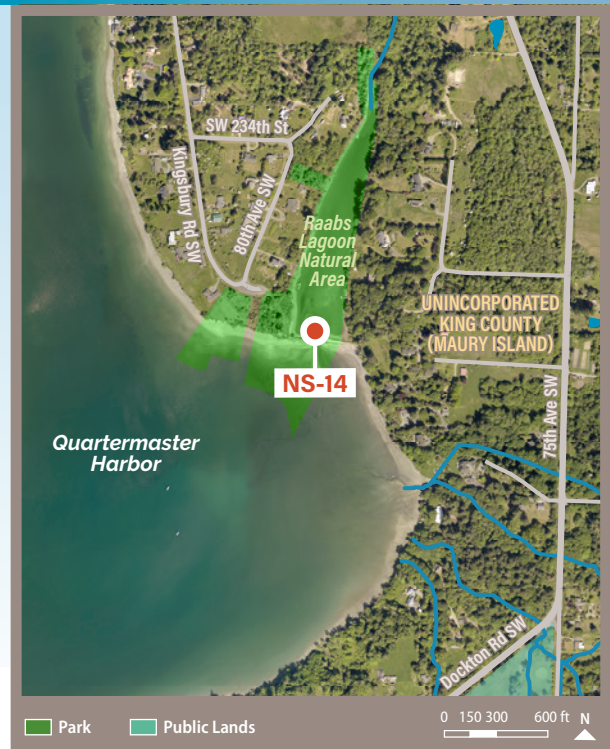 SW 234th St
Kingsbury Rd SW
80th Ave SW
Raabs
Lagoon
Natural
Area
UNINCORPORATED
KING COUNTY
(MAURY ISLAND)
NS-14
75th Ave SW
Quartermaster
Harbor
Dockton Rd SW
Park
Public Lands
0 150 300 600 ft N